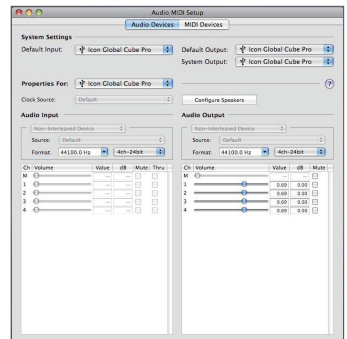 Audio MIDI Setup
Audio Devices MIDI Devices
System Settings
Default Input: Icon Global Cube Pro Default Output: Icon Global Cube Pro
System Output: Icon Global Cube Pro
Properties For: Icon Global Cube Pro ?
Clock Source: Default Configure Speakers
Audio Input Audio Output
Non-Interleaved Device Non-Interleaved Device
Source: Default Source: Default
Format: 44100.0 Hz 4ch-24bit Format: 44100.0 Hz 4ch-24bit
Ch Volume Value dB Mute Thru Ch Volume Value dB Mute
M -- -- M -- --
1 -- -- 1 0.69 0.00
2 -- -- 2 0.69 0.00
3 -- -- 3 0.69 0.00
4 -- -- 4 0.69 0.00